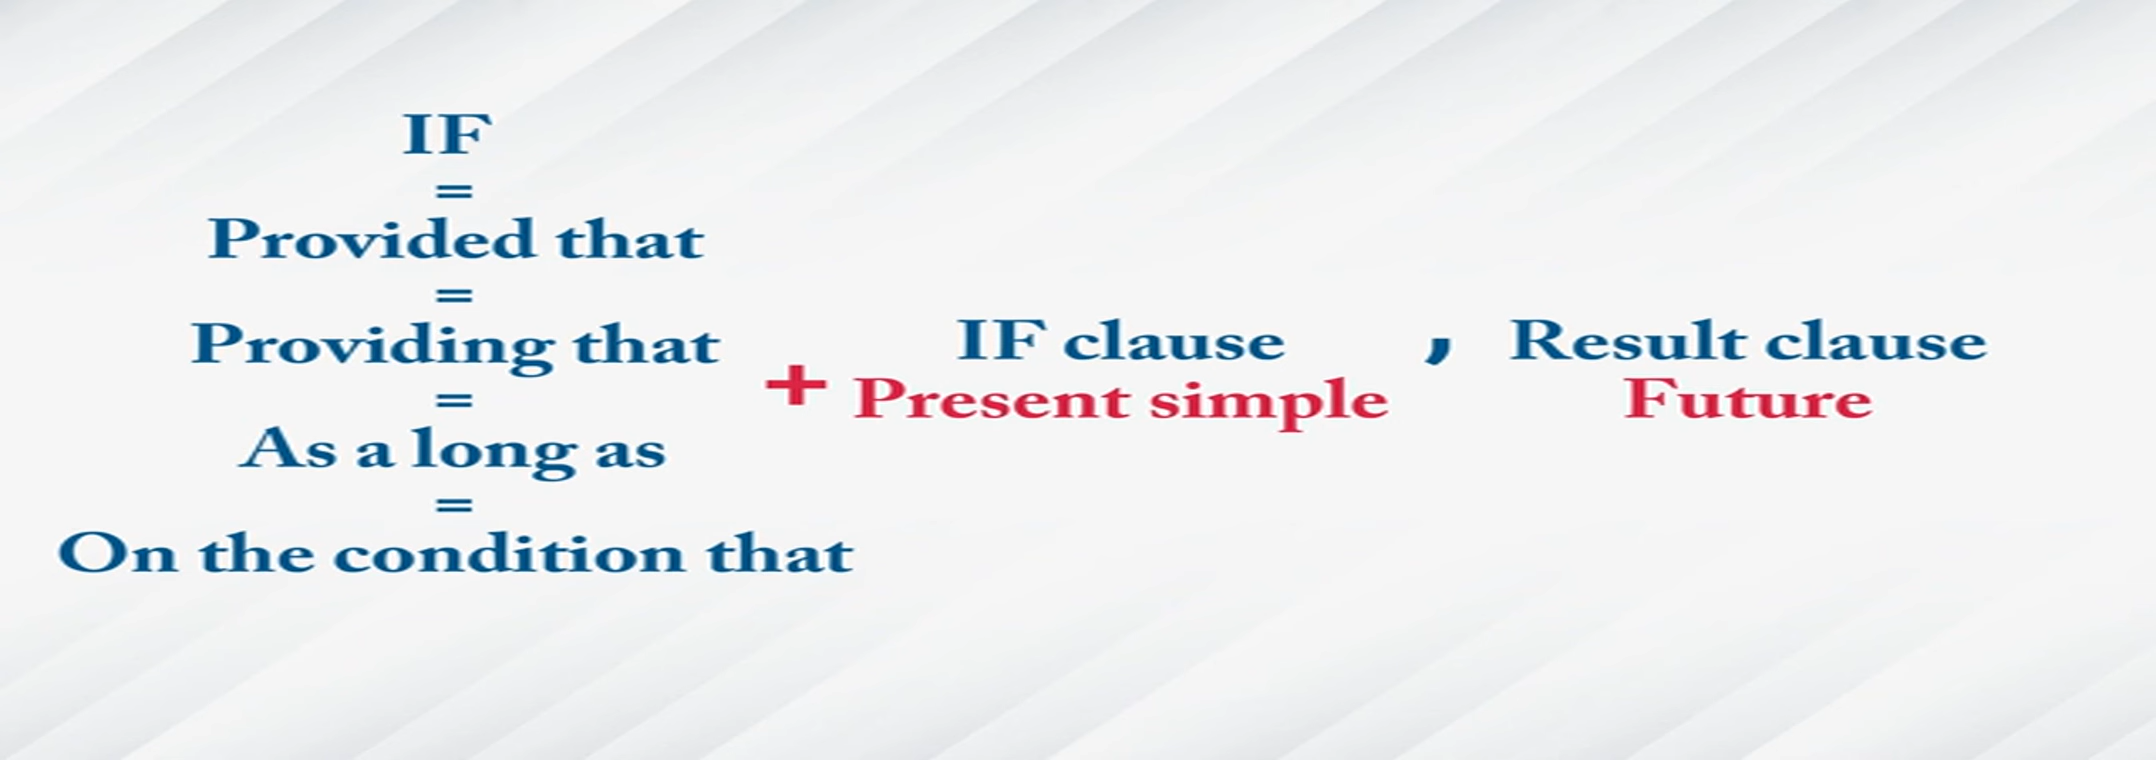 IF
=
Provided that
=
Providing that
=
As a long as
=
On the condition that
+
IF clause , Result clause
Present simple Future